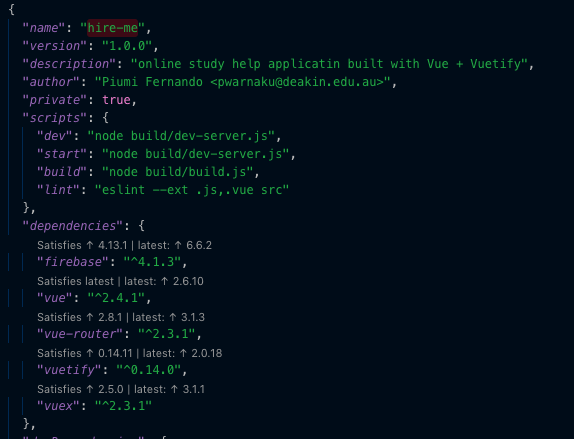 {
"name": "hire-me",
"version": "1.0.0",
"description": "online study help applicatin built with Vue + Vuetify",
"author": "Piumi Fernando <pwarnaku@deakin.edu.au>",
"private": true,
"scripts": {
"dev": "node build/dev-server.js",
"start": "node build/dev-server.js",
"build": "node build/build.js",
"lint": "eslint --ext .js,.vue src"
},
"dependencies": {
Satisfies ↑ 4.13.1 | latest: ↑ 6.6.2
"firebase": "^4.1.3",
Satisfies latest | latest: ↑ 2.6.10
"vue": "^2.4.1",
Satisfies ↑ 2.8.1 | latest: ↑ 3.1.3
"vue-router": "^2.3.1",
Satisfies ↑ 0.14.11 | latest: ↑ 2.0.18
"vuetify": "^0.14.0",
Satisfies ↑ 2.5.0 | latest: ↑ 3.1.1
"vuex": "^2.3.1"
},